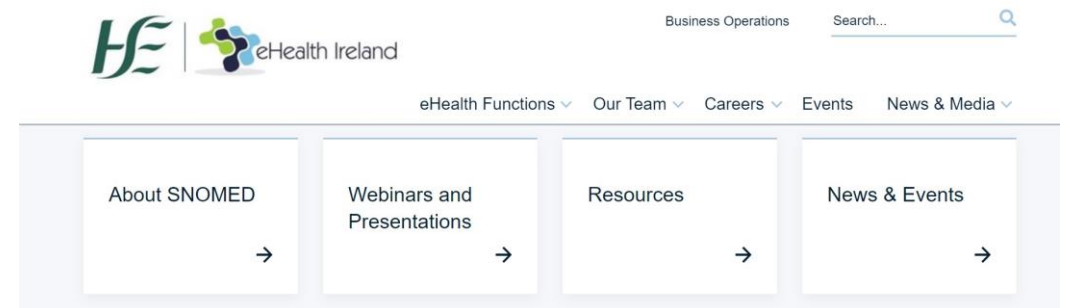 Business Operations
Search...
HSE
eHealth Ireland
eHealth Functions
Our Team
Careers
Events
News & Media
About SNOMED
Webinars and
Presentations
Resources
News & Events